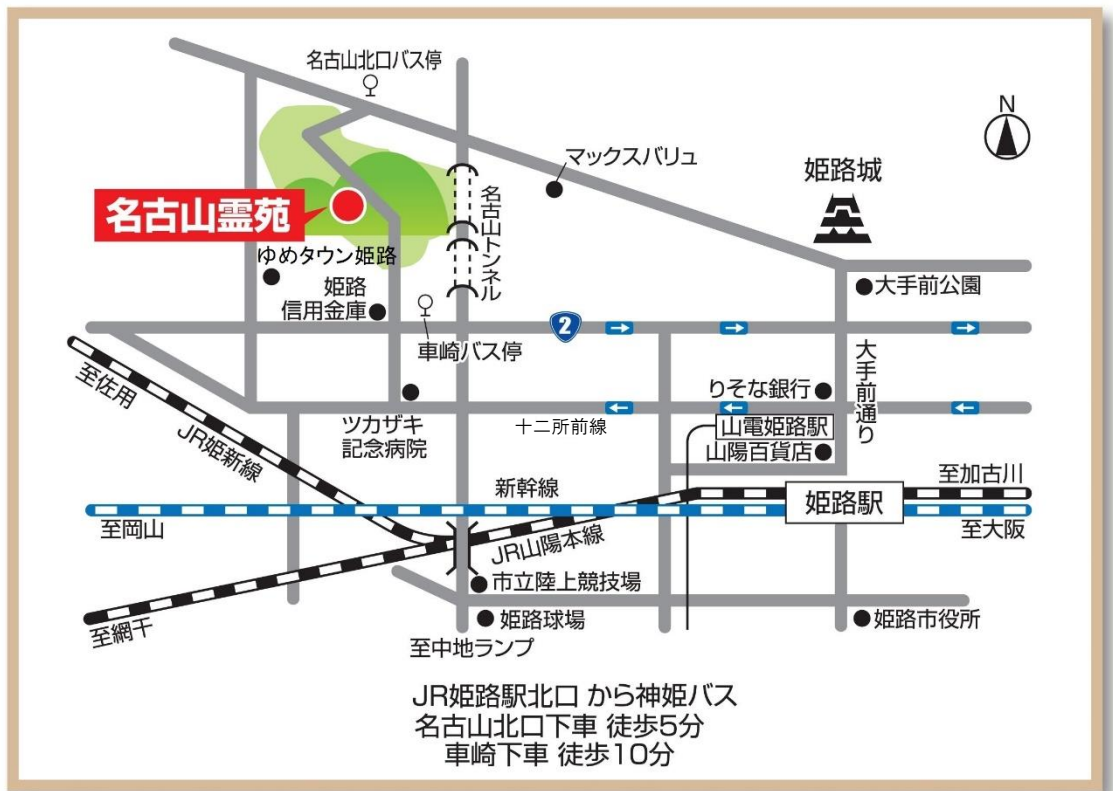 名古山北口バス停
N
マックスバリュ
姫路城
名古山霊苑
名古山トンネル
ゆめタウン姫路
大手前公園
姫路
信用金庫
2
車崎バス停
至佐用
大手前通り
りそな銀行
ツカザキ
記念病院
十二所前線
山電姫路駅
山陽百貨店
JR姫新線
新幹線
至加古川
姫路駅
至岡山
至大阪
JR山陽本線
市立陸上競技場
至網干
姫路球場
姫路市役所
至中地ランプ
JR姫路駅北口 から神姫バス
名古山北口下車 徒歩5分
車崎下車 徒歩10分